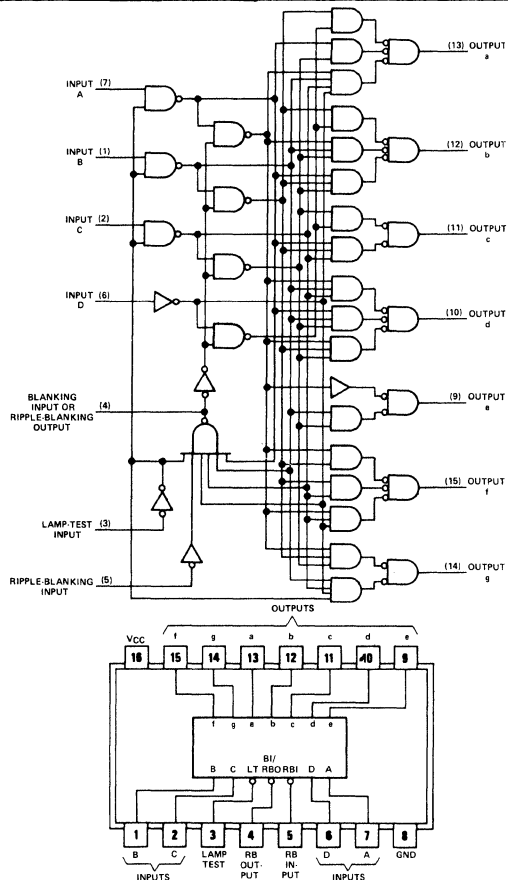 (13) OUTPUT
a
INPUT (7)
A
INPUT (1)
B
(12) OUTPUT
b
INPUT (2)
C
(11) OUTPUT
c
INPUT (6)
D
(10) OUTPUT
d
BLANKING
INPUT OR (4)
RIPPLE-BLANKING
OUTPUT
(9) OUTPUT
e
(15) OUTPUT
f
LAMP-TEST (3)
INPUT
RIPPLE-BLANKING (5)
INPUT
(14) OUTPUT
g
OUTPUTS
VCC f g a b c d e
16 15 14 13 12 11 10 9
f g a b c d e
BI/
B C LT RBO RBI D A
1 2 3 4 5 6 7 8
B C LAMP RB RB D A GND
TEST OUT- IN-
PUT PUT
INPUTS INPUTS